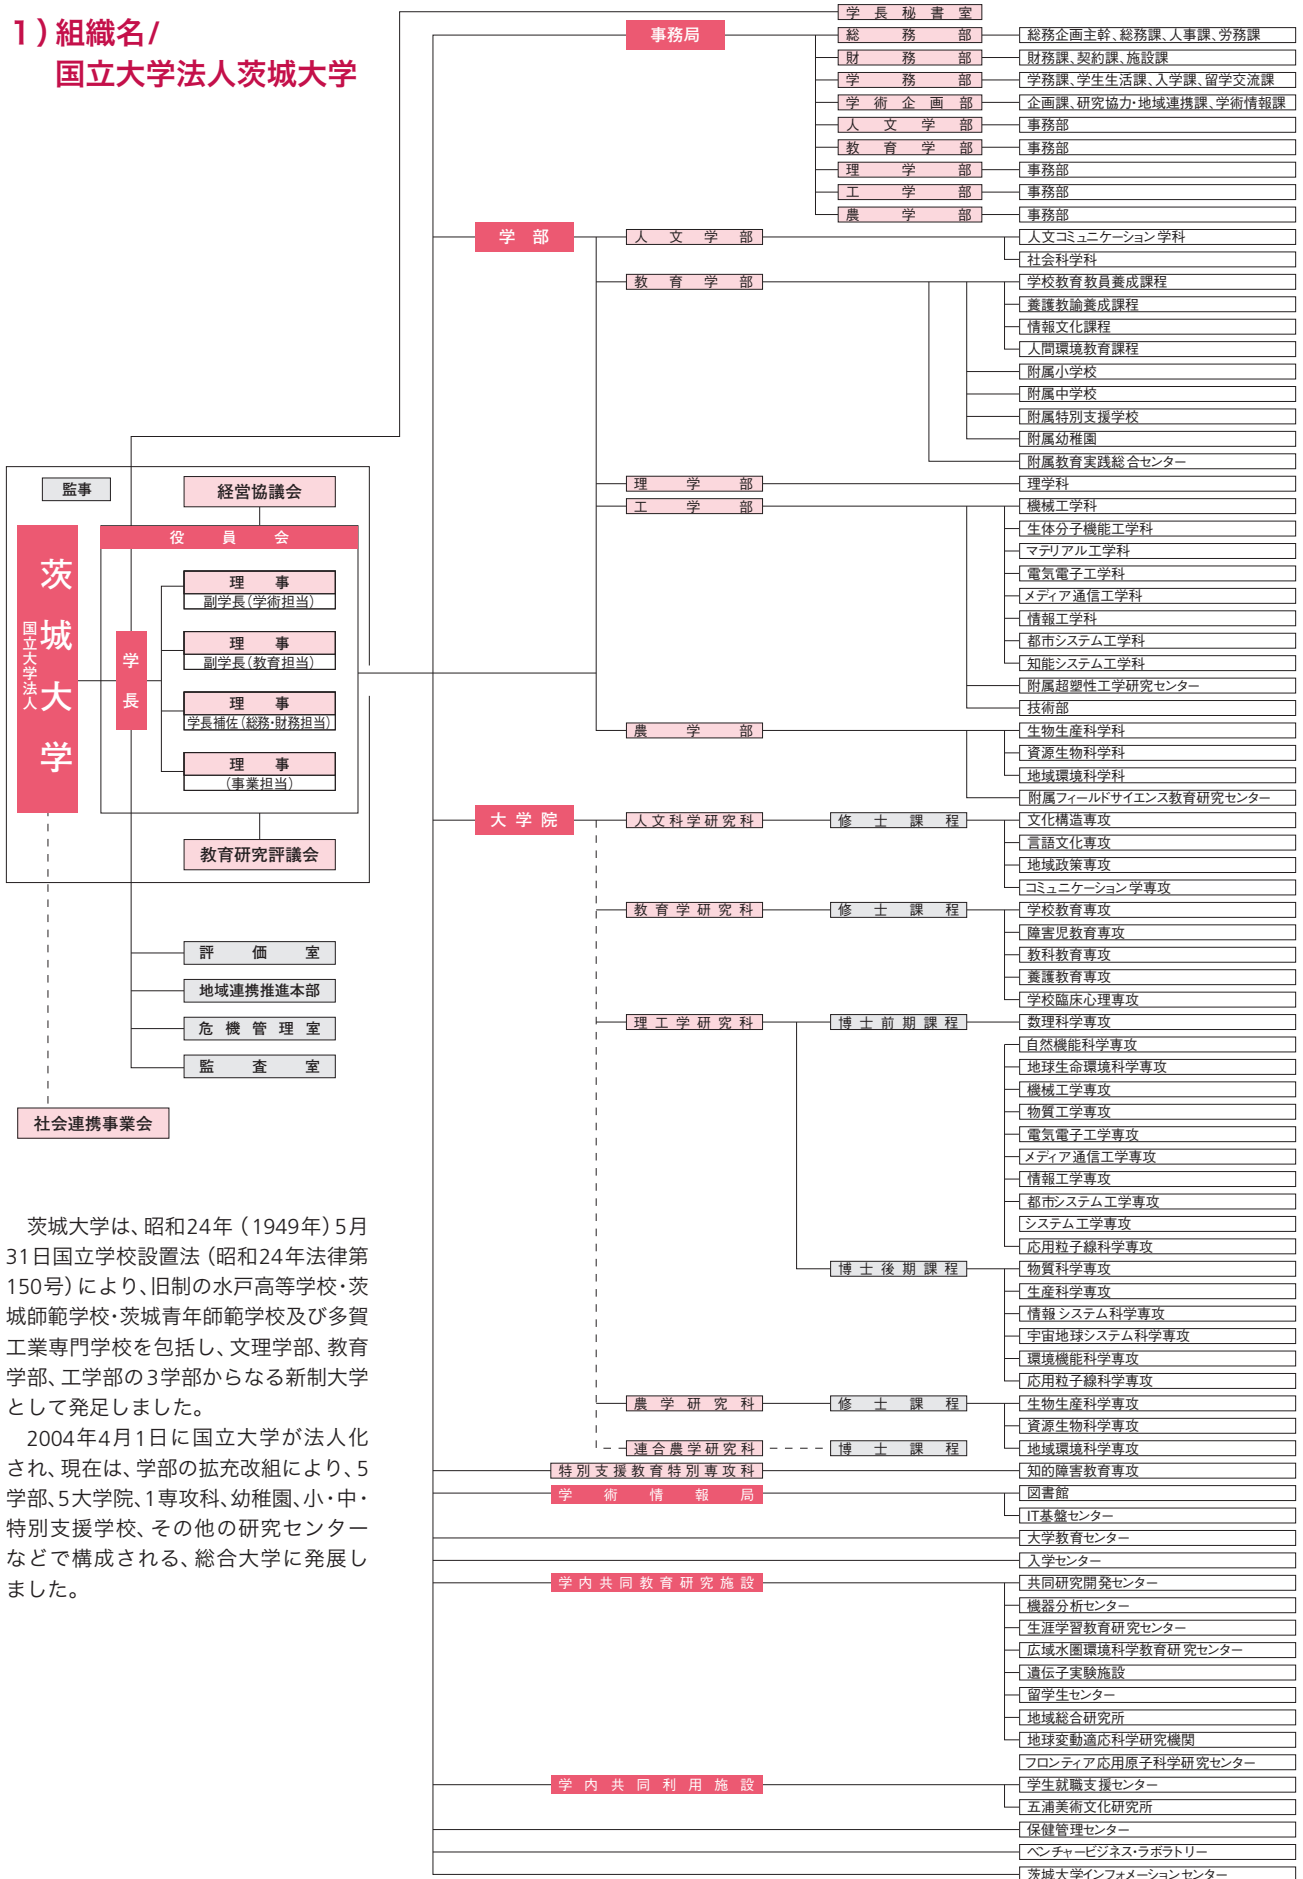 1）組織名/
国立大学法人茨城大学
学長秘書室
事務局
総務部
総務企画主幹、総務課、人事課、労務課
財務部
財務課、契約課、施設課
学務部
学務課、学生生活課、入学課、留学交流課
学術企画部
企画課、研究協力・地域連携課、学術情報課
人文学部
事務部
教育学部
事務部
理学部
事務部
工学部
事務部
農学部
事務部
学部
人文学部
人文コミュニケーション学科
社会科学科
教育学部
学校教育教員養成課程
養護教諭養成課程
情報文化課程
人間環境教育課程
附属小学校
附属中学校
附属特別支援学校
附属幼稚園
附属教育実践総合センター
理学部
理学科
工学部
機械工学科
生体分子機能工学科
マテリアル工学科
電気電子工学科
メディア通信工学科
情報工学科
都市システム工学科
知能システム工学科
附属超塑性工学研究センター
技術部
農学部
生物生産科学科
資源生物科学科
地域環境科学科
附属フィールドサイエンス教育研究センター
監事
経営協議会
役員会
国立大学法人
茨城大学
学長
理事
副学長（学術担当）
理事
副学長（教育担当）
理事
学長補佐（総務・財務担当）
理事
（事業担当）
教育研究評議会
評価室
地域連携推進本部
危機管理室
監査室
社会連携事業会
大学院
人文科学研究科
修士課程
文化構造専攻
言語文化専攻
地域政策専攻
コミュニケーション学専攻
教育学研究科
修士課程
学校教育専攻
障害児教育専攻
教科教育専攻
養護教育専攻
学校臨床心理専攻
理工学研究科
博士前期課程
数理科学専攻
自然機能科学専攻
地球生命環境科学専攻
機械工学専攻
物質工学専攻
電気電子工学専攻
メディア通信工学専攻
情報工学専攻
都市システム工学専攻
システム工学専攻
応用粒子線科学専攻
博士後期課程
物質科学専攻
生産科学専攻
情報システム科学専攻
宇宙地球システム科学専攻
環境機能科学専攻
応用粒子線科学専攻
農学研究科
修士課程
生物生産科学専攻
資源生物科学専攻
地域環境科学専攻
連合農学研究科
博士課程
特別支援教育特別専攻科
知的障害教育専攻
学術情報局
図書館
IT基盤センター
大学教育センター
入学センター
学内共同教育研究施設
共同研究開発センター
機器分析センター
生涯学習教育研究センター
広域水圏環境科学教育研究センター
遺伝子実験施設
留学生センター
地域総合研究所
地球変動適応科学研究機関
フロンティア応用原子科学研究センター
学内共同利用施設
学生就職支援センター
五浦美術文化研究所
保健管理センター
ベンチャービジネス・ラボラトリー
茨城大学インフォメーションセンター
茨城大学は、昭和24年（1949年）5月
31日国立学校設置法（昭和24年法律第
150号）により、旧制の水戸高等学校・茨
城師範学校・茨城青年師範学校及び多賀
工業専門学校を包括し、文理学部、教育
学部、工学部の3学部からなる新制大学
として発足しました。
2004年4月1日に国立大学が法人化
され、現在は、学部の拡充改組により、5
学部、5大学院、1専攻科、幼稚園、小・中・
特別支援学校、その他の研究センター
などで構成される、総合大学に発展し
ました。